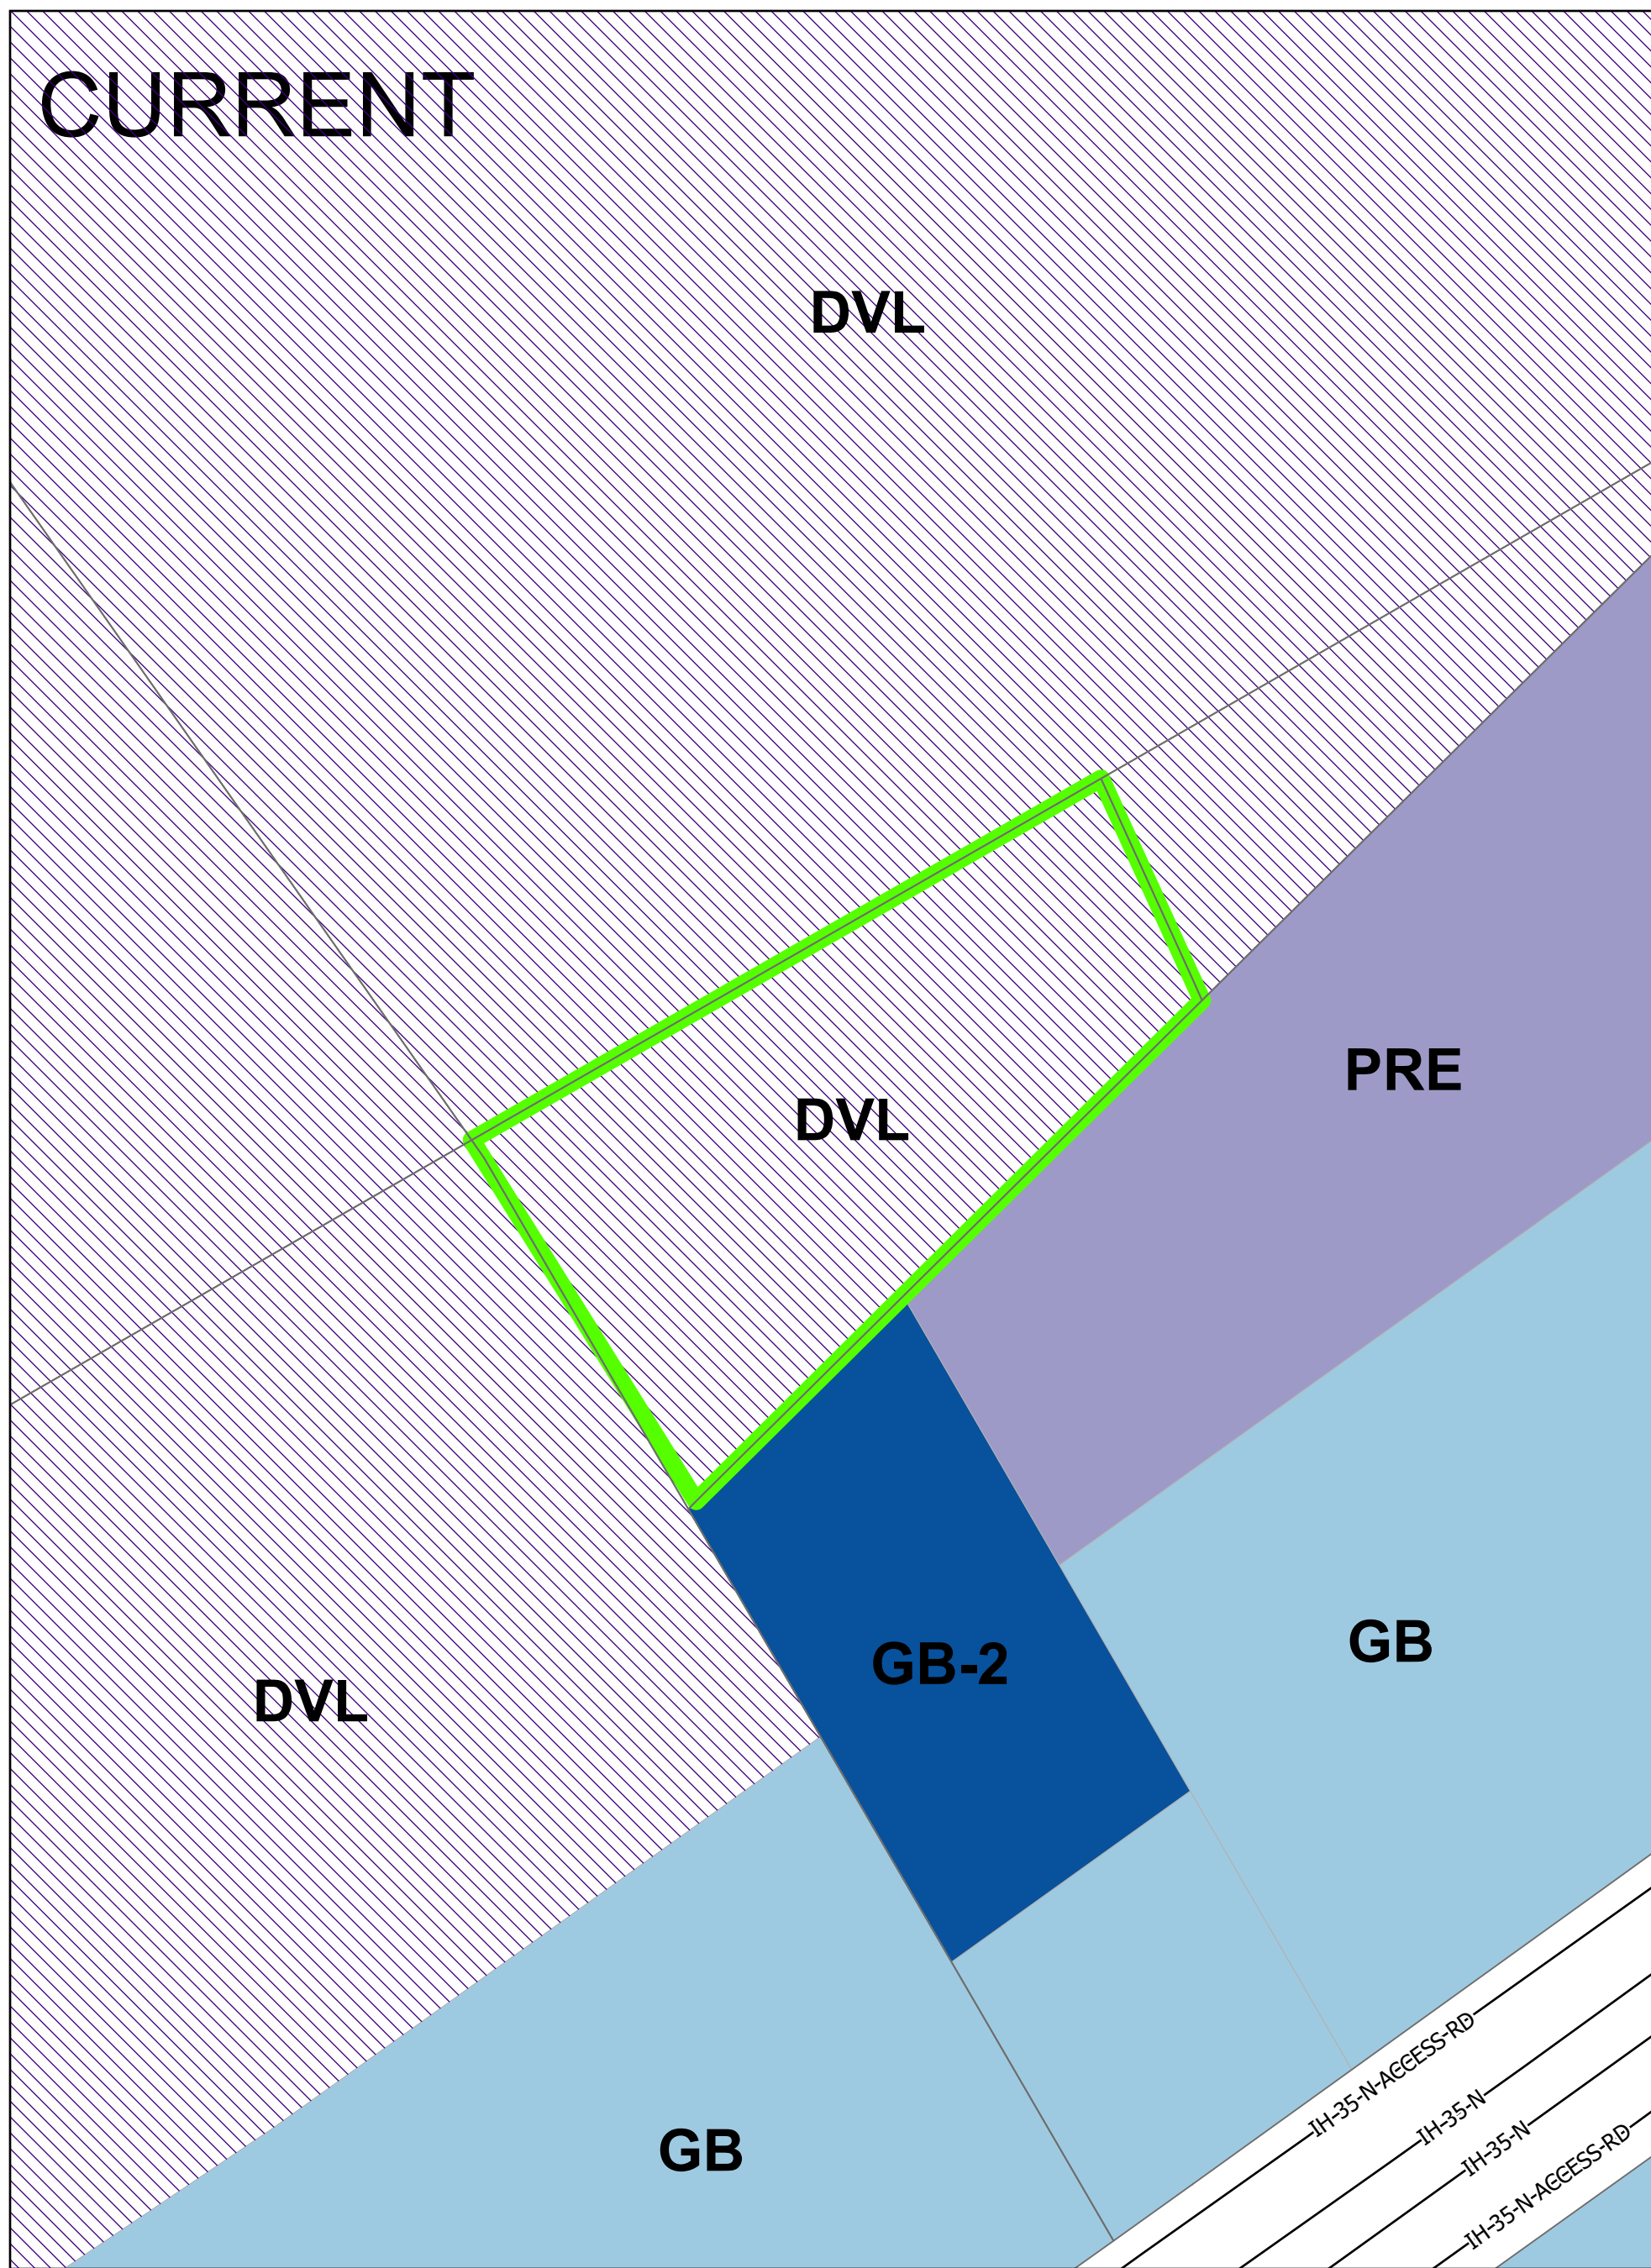 CURRENT
DVL
PRE
DVL
GB
GB-2
DVL
IH-35-N-ACCESS-RD
IH-35-N
IH-35-N
GB
IH-35-N-ACCESS-RD